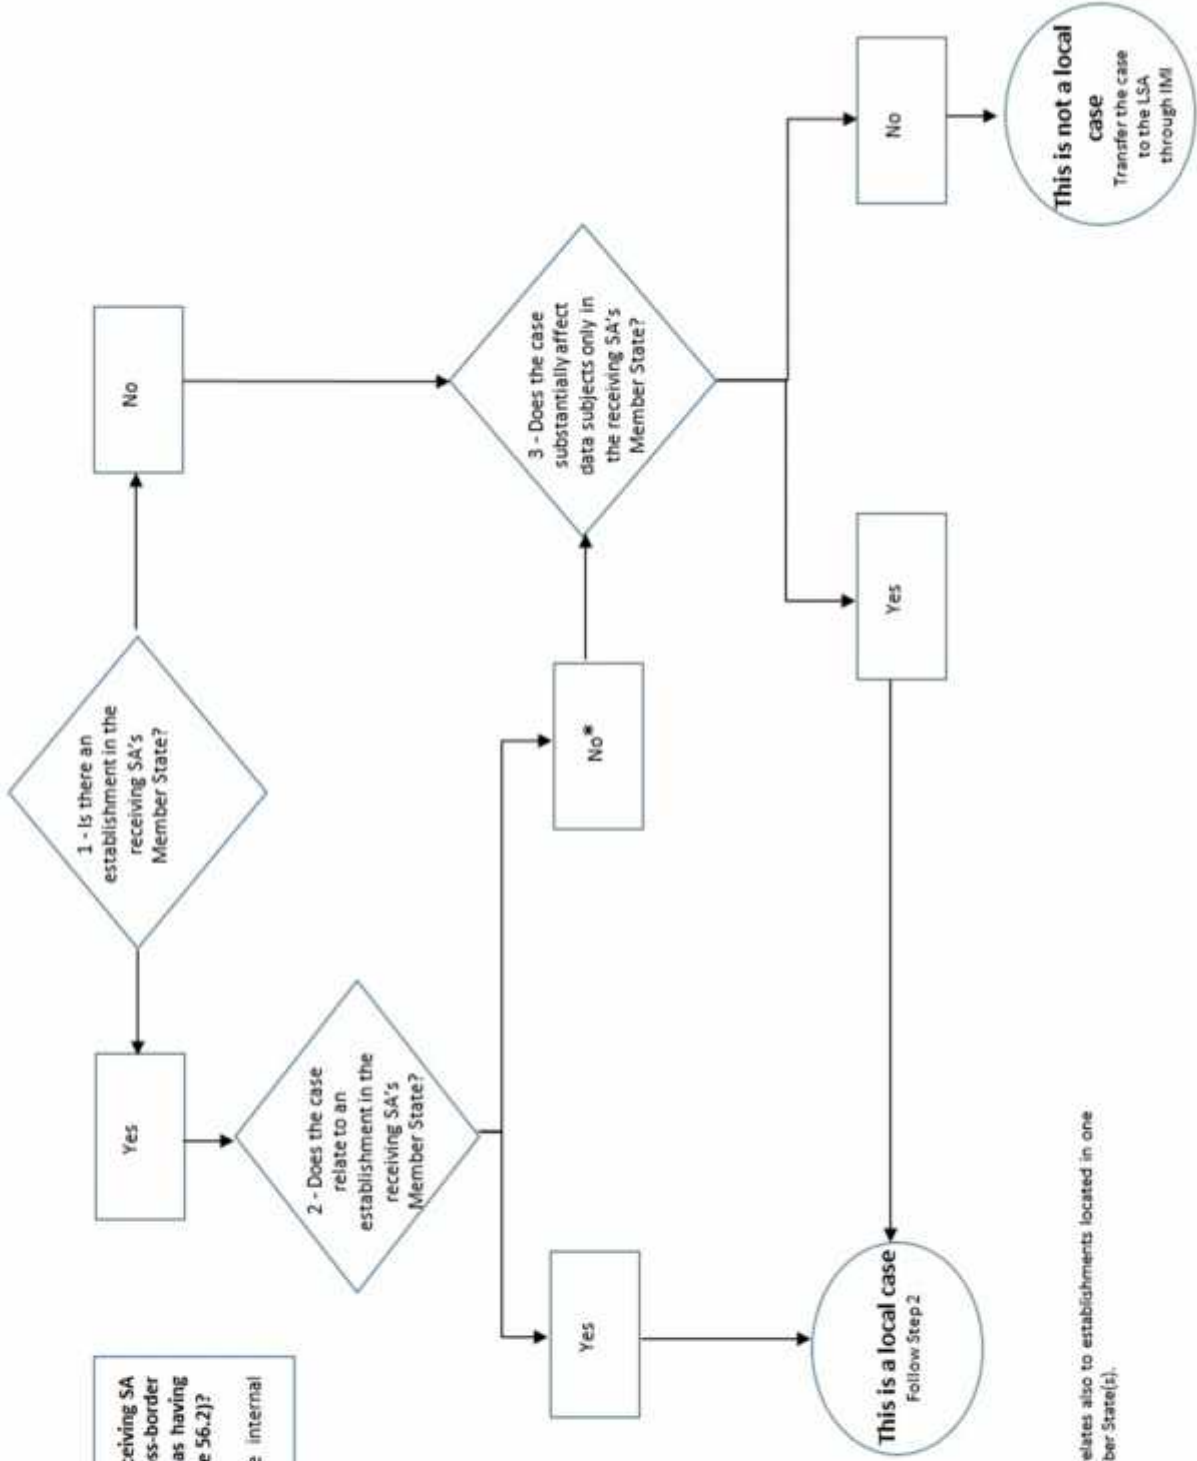 ceiving SA
ss-border
as having
e 56.2)?
e internal
1 - Is there an
establishment in the
receiving SA's
Member State?
Yes
No
2 - Does the case
relate to an
establishment in the
receiving SA's
Member State?
Yes
No*
3 - Does the case
substantially affect
data subjects only in
the receiving SA's
Member State?
Yes
No
This is a local case
Follow Step 2
This is not a local
case
Transfer the case
to the LSA
through IMI
elates also to establishments located in one
ber State(s).